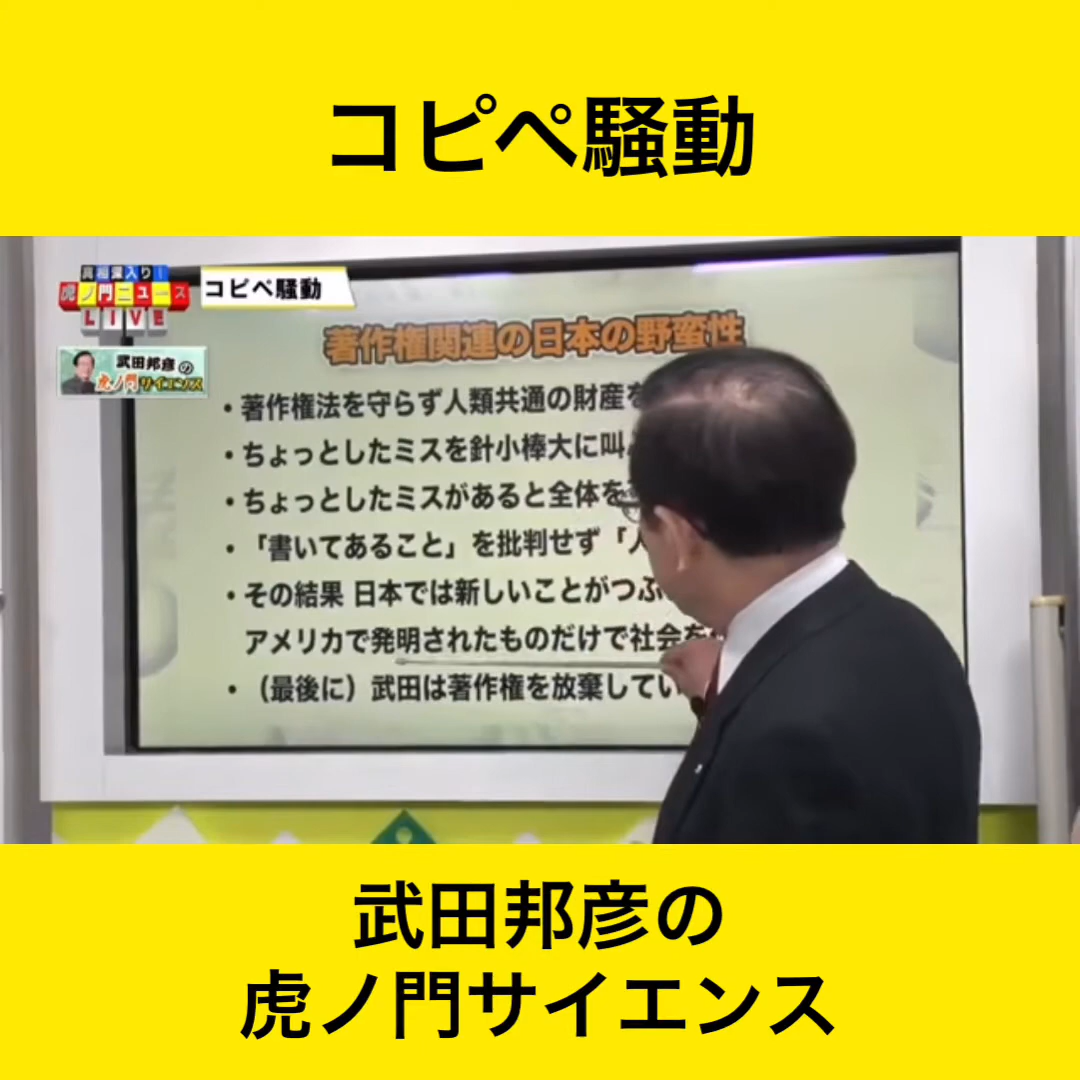 コピペ騒動
真相深入り!
虎ノ門ニュース
LIVE
コピペ騒動
武田邦彦の
虎ノ門サイエンス
著作権関連の日本の野蛮性
・著作権法を守らず人類共通の財産を
・ちょっとしたミスを針小棒大に叫
・ちょっとしたミスがあると全体を
・「書いてあること」を批判せず「人
・その結果 日本では新しいことがつぶ
アメリカで発明されたものだけで社会を
・(最後に)武田は著作権を放棄してい
武田邦彦の
虎ノ門サイエンス